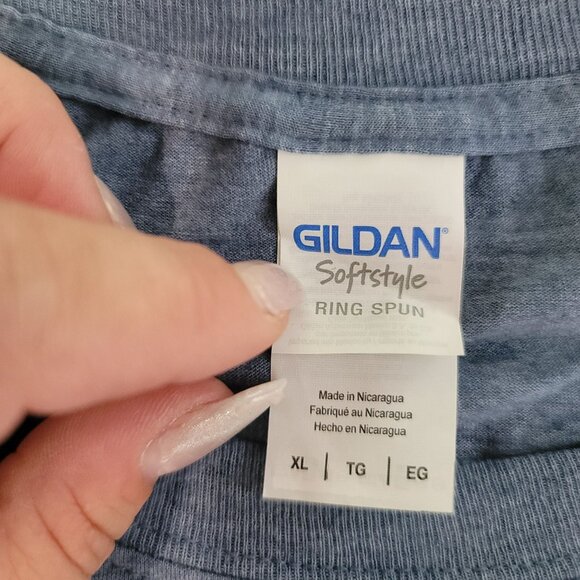 GILDAN®
Softstyle
RING SPUN
Made in Nicaragua
Fabriqué au Nicaragua
Hecho en Nicaragua
XL | TG | EG